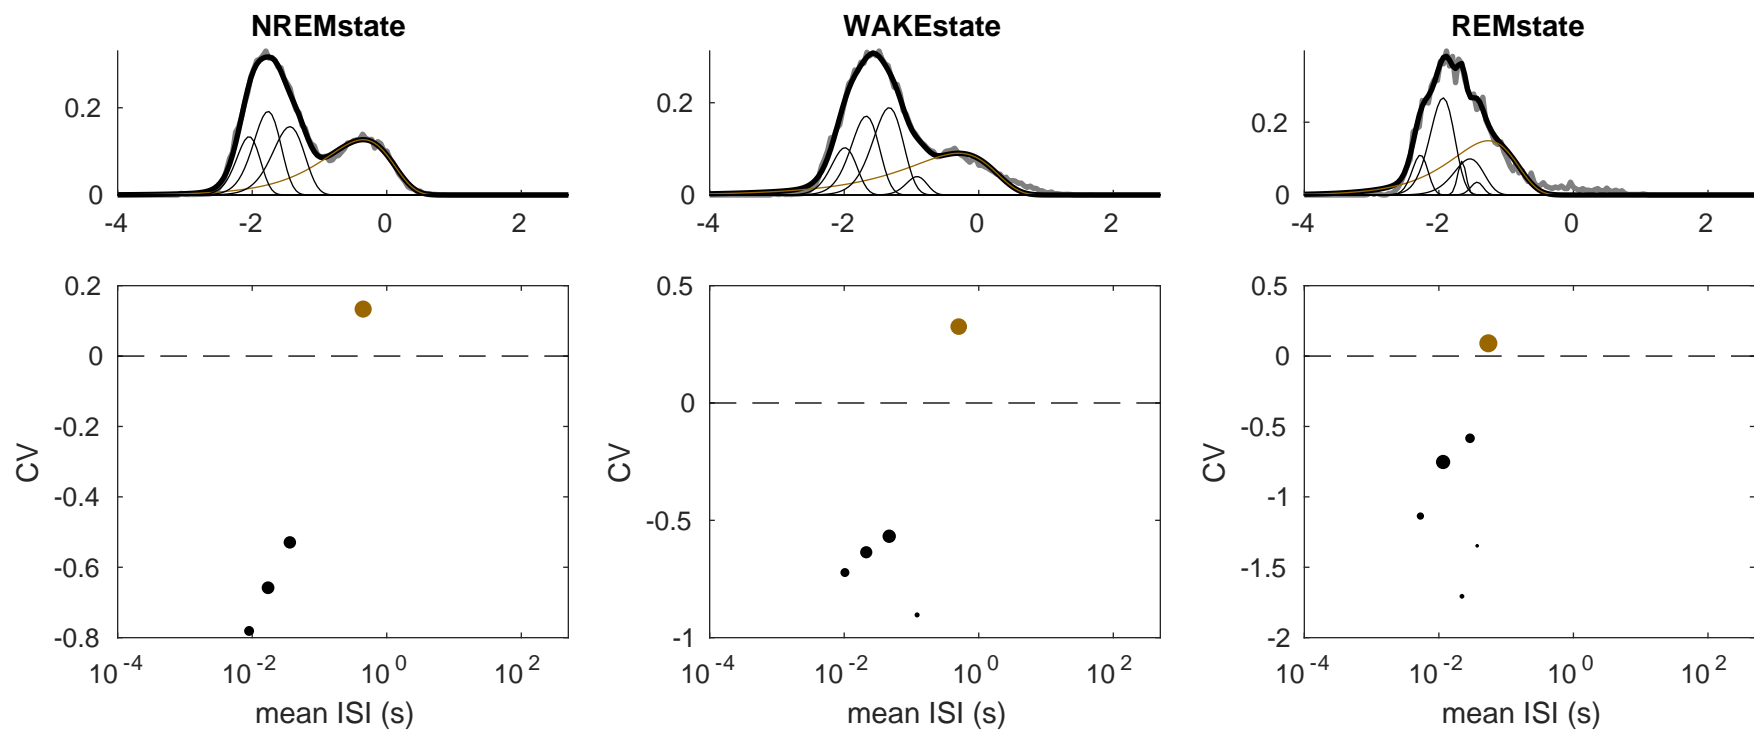 NREMstate WAKEstate REMstate
0.2 0.2 0.2
0 0 0
-4 -2 0 2 -4 -2 0 2 -4 -2 0 2
0.2 0.5 0.5
0 0 0
-0.2 -0.5 -0.5
-0.4 -1 -1
-0.6 -1.5
-0.8 -2
CV CV CV
10^-4 10^-2 10^0 10^2 10^-4 10^-2 10^0 10^2 10^-4 10^-2 10^0 10^2
mean ISI (s) mean ISI (s) mean ISI (s)